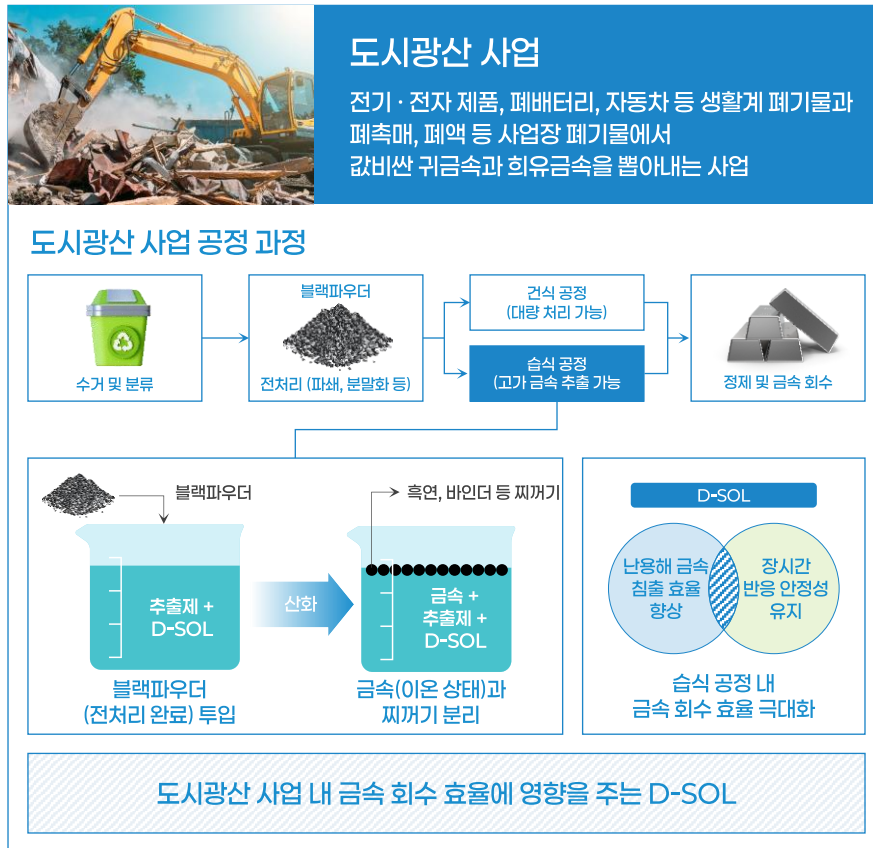 도시광산 사업
전기 · 전자 제품, 폐배터리, 자동차 등 생활계 폐기물과
폐촉매, 폐액 등 사업장 폐기물에서
값비싼 귀금속과 희유금속을 뽑아내는 사업
도시광산 사업 공정 과정
수거 및 분류
블랙파우더
전처리 (파쇄, 분말화 등)
건식 공정
(대량 처리 가능)
습식 공정
(고가 금속 추출 가능
정제 및 금속 회수
블랙파우더
추출제 +
D-SOL
블랙파우더
(전처리 완료) 투입
산화
흑연, 바인더 등 찌꺼기
금속 +
추출제 +
D-SOL
금속(이온 상태)과
찌꺼기 분리
D-SOL
난용해 금속
침출 효율
향상
장시간
반응 안정성
유지
습식 공정 내
금속 회수 효율 극대화
도시광산 사업 내 금속 회수 효율에 영향을 주는 D-SOL